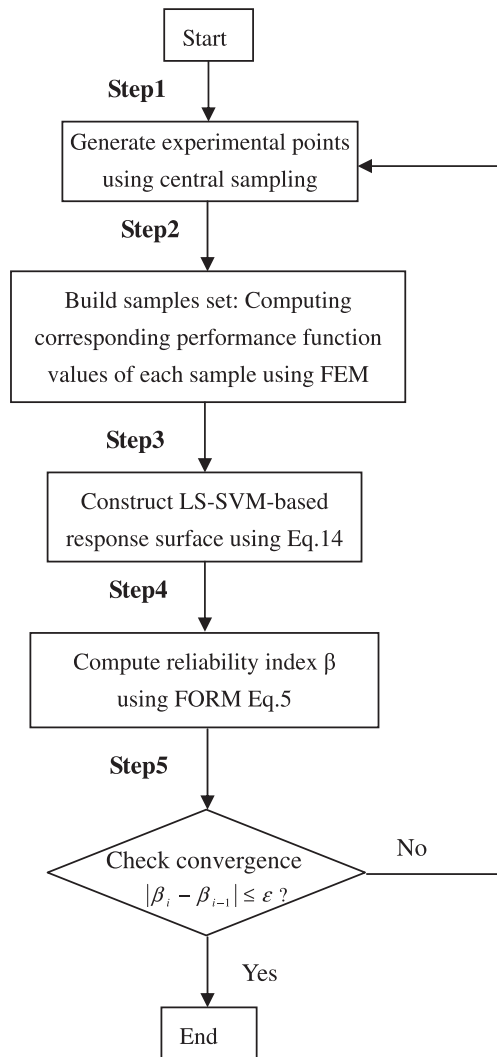 Start
Step1
Generate experimental points
using central sampling
Step2
Build samples set: Computing
corresponding performance function
values of each sample using FEM
Step3
Construct LS-SVM-based
response surface using Eq.14
Step4
Compute reliability index β
using FORM Eq.5
Step5
Check convergence
|β_i − β_{i−1}| ≤ ε ?
No
Yes
End